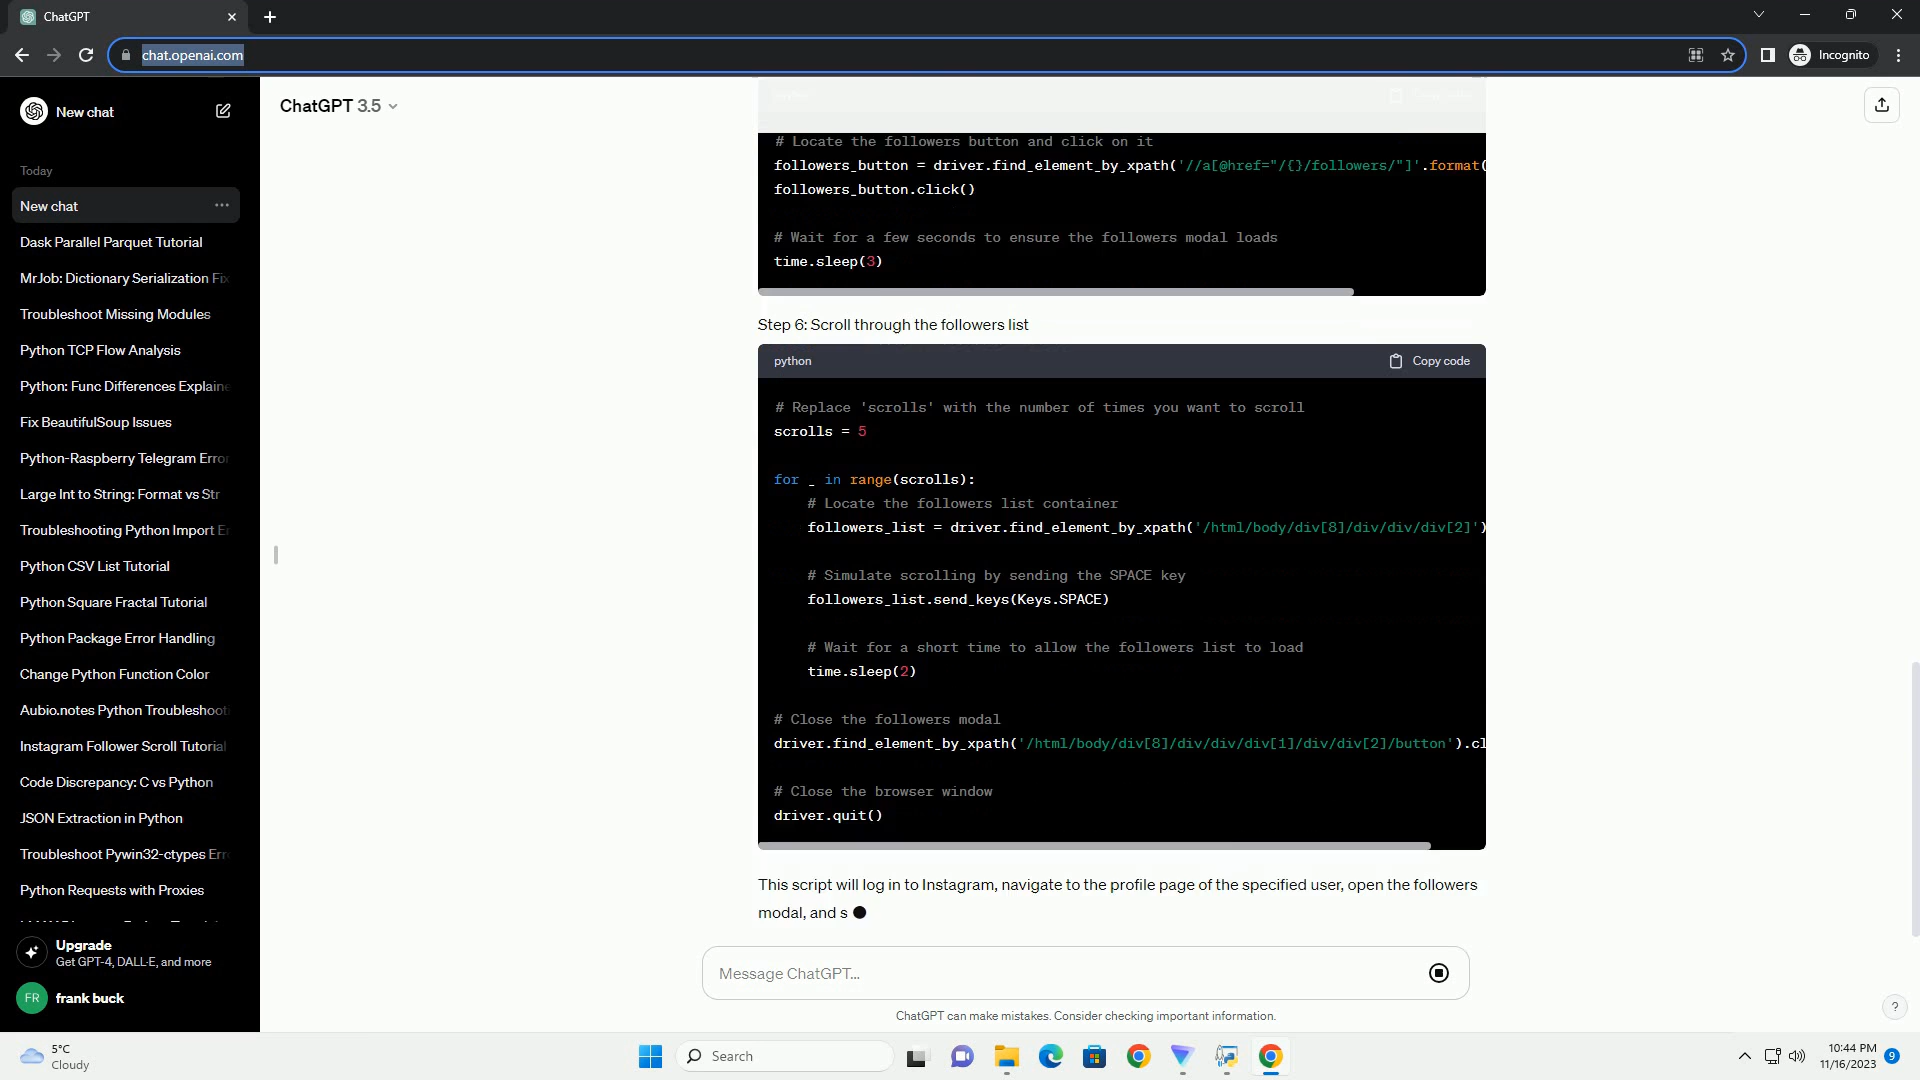 ChatGPT
chat.openai.com
Incognito
New chat
ChatGPT 3.5
Today
New chat
Dask Parallel Parquet Tutorial
MrJob: Dictionary Serialization Fix
Troubleshoot Missing Modules
Python TCP Flow Analysis
Python: Func Differences Explaine
Fix BeautifulSoup Issues
Python-Raspberry Telegram Error
Large Int to String: Format vs Str
Troubleshooting Python Import Er
Python CSV List Tutorial
Python Square Fractal Tutorial
Python Package Error Handling
Change Python Function Color
Aubio.notes Python Troubleshooti
Instagram Follower Scroll Tutorial
Code Discrepancy: C vs Python
JSON Extraction in Python
Troubleshoot Pywin32-ctypes Erro
Python Requests with Proxies
Upgrade
Get GPT-4, DALL·E, and more
FR
frank buck
# Locate the followers button and click on it
followers_button = driver.find_element_by_xpath('//a[@href="/{}/followers/"]'.format(
followers_button.click()
# Wait for a few seconds to ensure the followers modal loads
time.sleep(3)
Step 6: Scroll through the followers list
python
Copy code
# Replace 'scrolls' with the number of times you want to scroll
scrolls = 5
for _ in range(scrolls):
# Locate the followers list container
followers_list = driver.find_element_by_xpath('/html/body/div[8]/div/div/div[2]')
# Simulate scrolling by sending the SPACE key
followers_list.send_keys(Keys.SPACE)
# Wait for a short time to allow the followers list to load
time.sleep(2)
# Close the followers modal
driver.find_element_by_xpath('/html/body/div[8]/div/div/div[1]/div/div[2]/button').cl
# Close the browser window
driver.quit()
This script will log in to Instagram, navigate to the profile page of the specified user, open the followers
modal, and s
Message ChatGPT...
ChatGPT can make mistakes. Consider checking important information.
?
5°C
Cloudy
Search
10:44 PM
11/16/2023
9